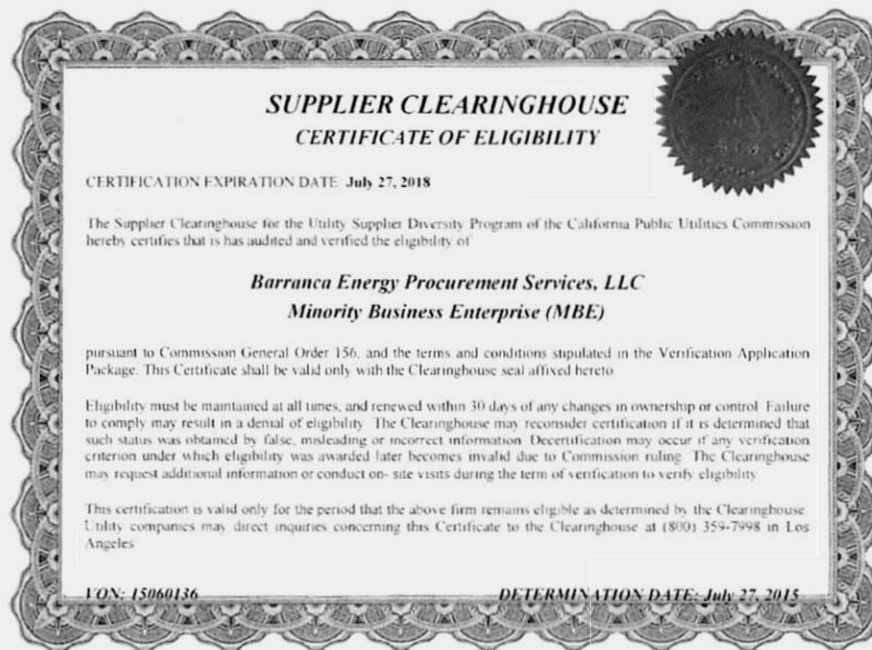 SUPPLIER CLEARINGHOUSE
CERTIFICATE OF ELIGIBILITY
CERTIFICATION EXPIRATION DATE July 27, 2018
The Supplier Clearinghouse for the Utility Supplier Diversity Program of the California Public Utilities Commission
hereby certifies that is has audited and verified the eligibility of
Barranca Energy Procurement Services, LLC
Minority Business Enterprise (MBE)
pursuant to Commission General Order 156, and the terms and conditions stipulated in the Verification Application
Package. This Certificate shall be valid only with the Clearinghouse seal affixed hereto
Eligibility must be maintained at all times, and renewed within 30 days of any changes in ownership or control. Failure
to comply may result in a denial of eligibility. The Clearinghouse may reconsider certification if it is determined that
such status was obtained by false, misleading or incorrect information. Decertification may occur if any verification
criterion under which eligibility was awarded later becomes invalid due to Commission ruling. The Clearinghouse
may request additional information or conduct on- site visits during the term of verification to verify eligibility
This certification is valid only for the period that the above firm remains eligible as determined by the Clearinghouse.
Utility companies may direct inquiries concerning this Certificate to the Clearinghouse at (800) 359-7998 in Los
Angeles
VON: 15060136 DETERMINATION DATE: July 27, 2015